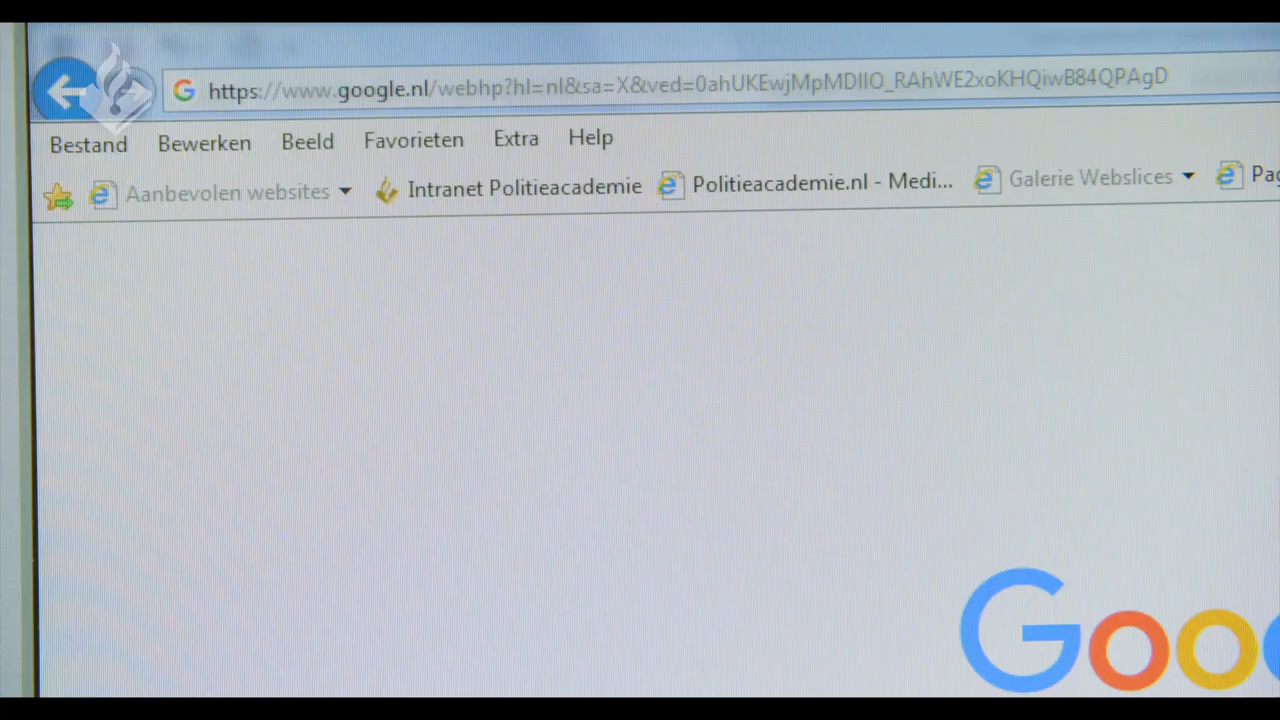 https://www.google.nl/webhp?hl=nl&sa=X&ved=0ahUKEwjMpMDIIO_RAhWE2xoKHQiwB84QPAgD
Bestand Bewerken Beeld Favorieten Extra Help
Aanbevolen websites Intranet Politieacademie Politieacademie.nl - Medi... Galerie Webslices
Goo